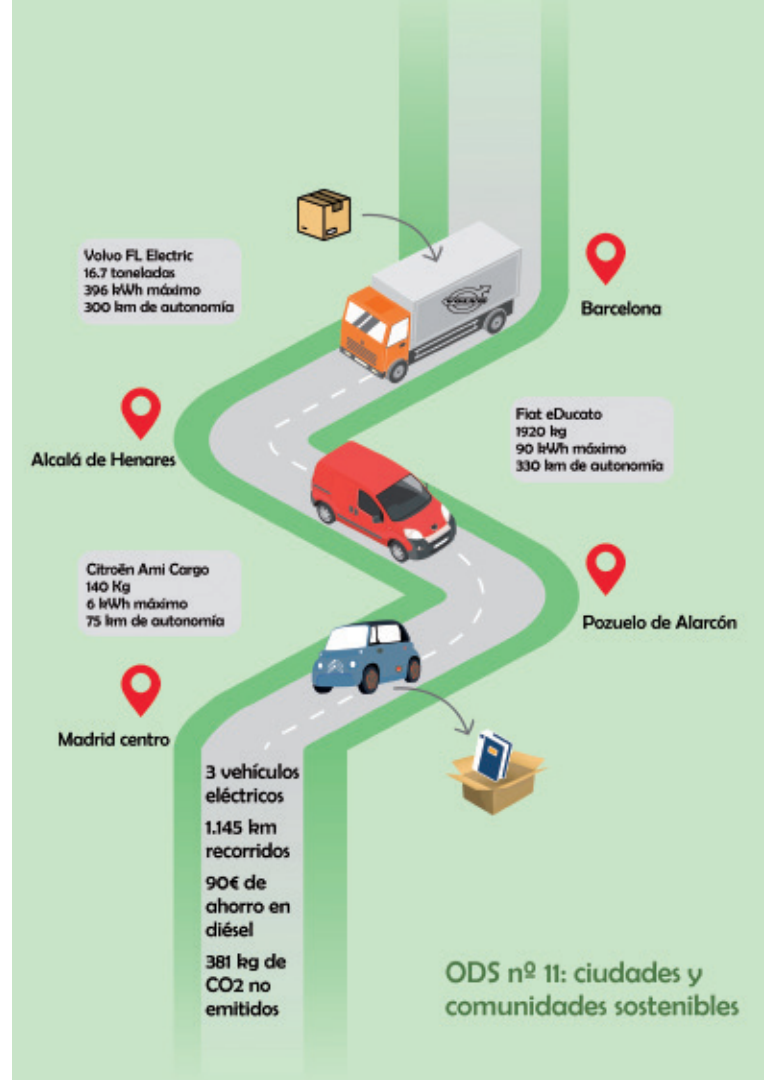 Volvo FL Electric
16.7 toneladas
396 kWh máximo
300 km de autonomía
VOLVO
Barcelona
Alcalá de Henares
Fiat eDucato
1920 kg
90 kWh máximo
330 km de autonomía
Citroën Ami Cargo
140 Kg
6 kWh máximo
75 km de autonomía
Pozuelo de Alarcón
Madrid centro
3 vehículos
eléctricos
1.145 km
recorridos
90€ de
ahorro en
diésel
381 kg de
CO2 no
emitidos
ODS nº 11: ciudades y
comunidades sostenibles